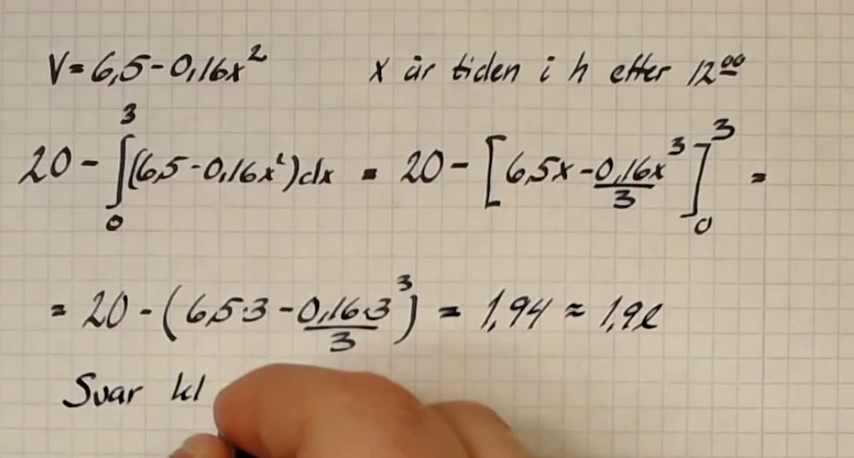 V = 6,5 - 0,16x² x är tiden i h efter 12⁰⁰
20 - ∫₀³ (6,5 - 0,16x²)dx = 20 - [6,5x - 0,16x³/3]₀³ =
= 20 - (6,5·3 - 0,16·3³/3) = 1,94 ≈ 1,9l
Svar kl